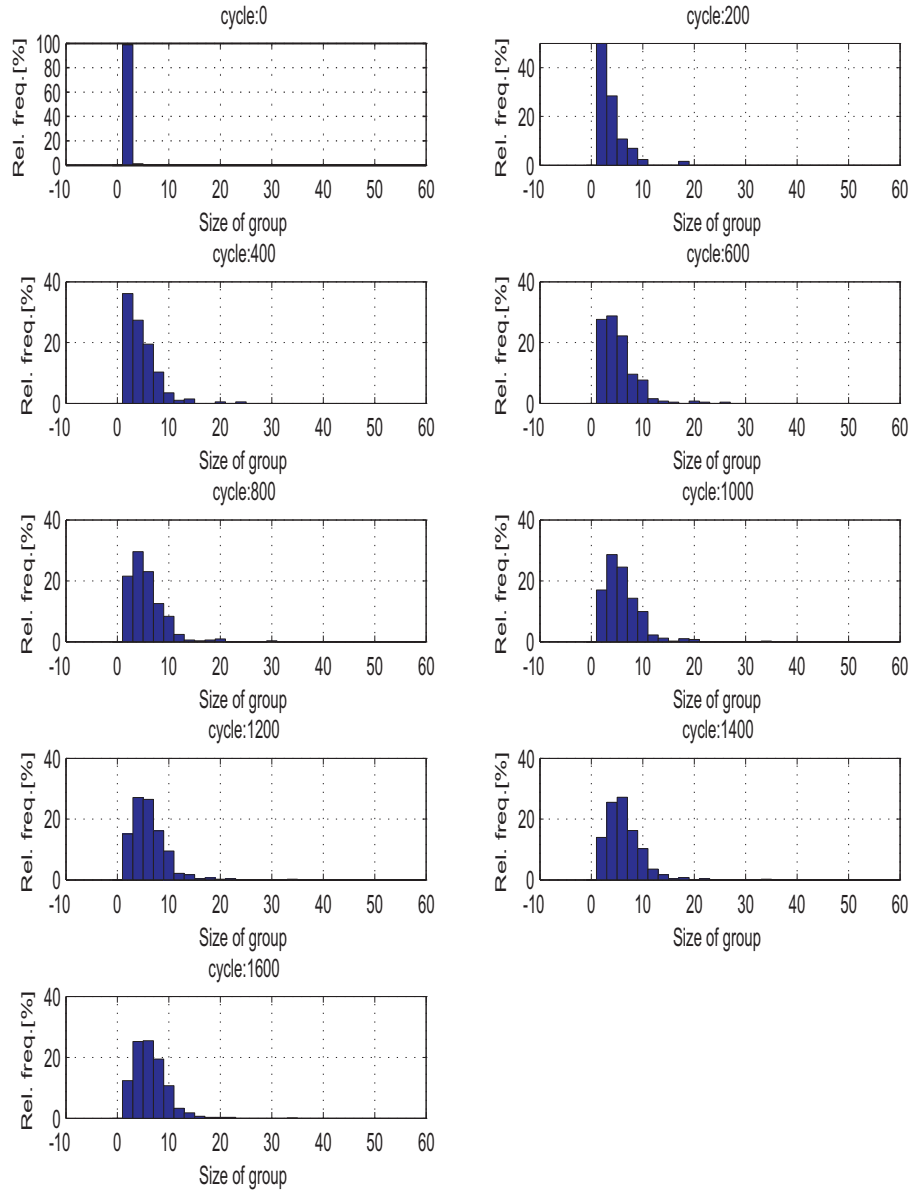 cycle:0
Rel. freq.[%]
100
80
60
40
20
0
-10 0 10 20 30 40 50 60
Size of group
cycle:200
Rel. freq.[%]
40
20
0
-10 0 10 20 30 40 50 60
Size of group
cycle:400
Rel. freq.[%]
40
20
0
-10 0 10 20 30 40 50 60
Size of group
cycle:600
Rel. freq.[%]
40
20
0
-10 0 10 20 30 40 50 60
Size of group
cycle:800
Rel. freq.[%]
40
20
0
-10 0 10 20 30 40 50 60
Size of group
cycle:1000
Rel. freq.[%]
40
20
0
-10 0 10 20 30 40 50 60
Size of group
cycle:1200
Rel. freq.[%]
40
20
0
-10 0 10 20 30 40 50 60
Size of group
cycle:1400
Rel. freq.[%]
40
20
0
-10 0 10 20 30 40 50 60
Size of group
cycle:1600
Rel. freq.[%]
40
20
0
-10 0 10 20 30 40 50 60
Size of group